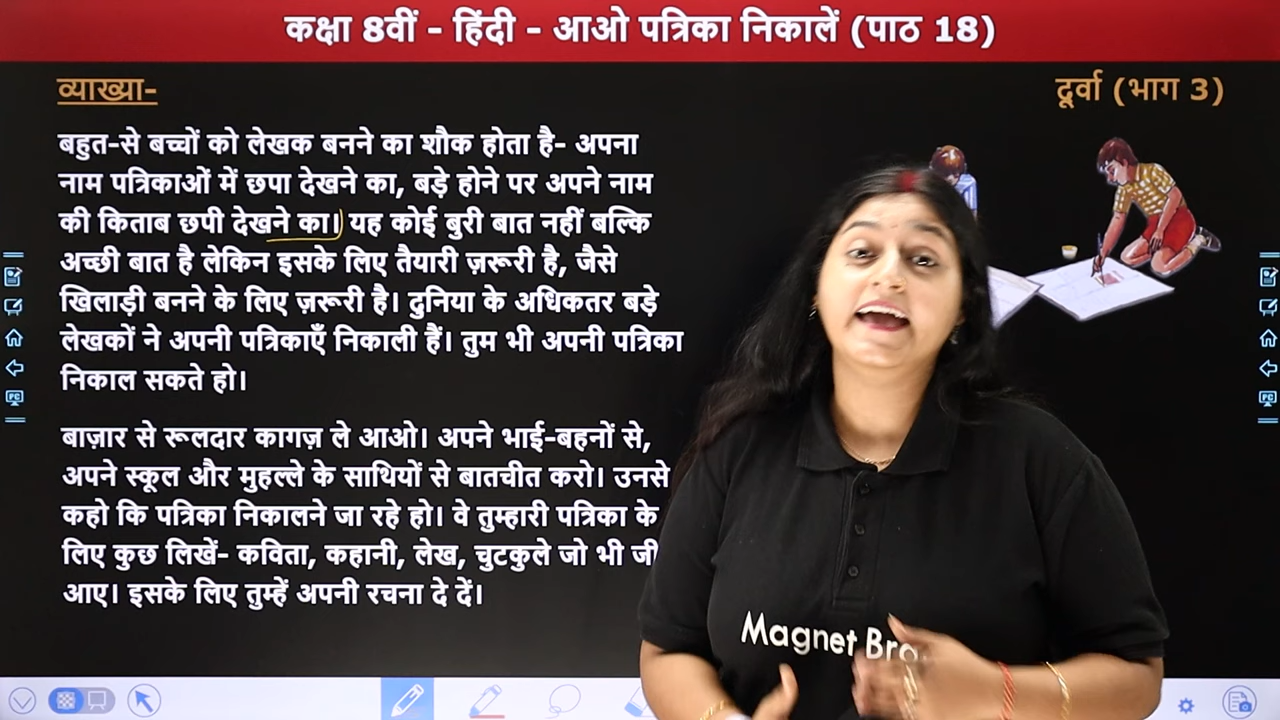 कक्षा 8वीं - हिंदी - आओ पत्रिका निकालें (पाठ 18)
व्याख्या-
दूर्वा (भाग 3)
बहुत-से बच्चों को लेखक बनने का शौक होता है- अपना
नाम पत्रिकाओं में छपा देखने का, बड़े होने पर अपने नाम
की किताब छपी देखने का। यह कोई बुरी बात नहीं बल्कि
अच्छी बात है लेकिन इसके लिए तैयारी ज़रूरी है, जैसे
खिलाड़ी बनने के लिए ज़रूरी है। दुनिया के अधिकतर बड़े
लेखकों ने अपनी पत्रिकाएँ निकाली हैं। तुम भी अपनी पत्रिका
निकाल सकते हो।
बाज़ार से रूलदार कागज़ ले आओ। अपने भाई-बहनों से,
अपने स्कूल और मुहल्ले के साथियों से बातचीत करो। उनसे
कहो कि पत्रिका निकालने जा रहे हो। वे तुम्हारी पत्रिका के
लिए कुछ लिखें- कविता, कहानी, लेख, चुटकुले जो भी जी
आए। इसके लिए तुम्हें अपनी रचना दे दें।
Magnet Bra
PC
PC